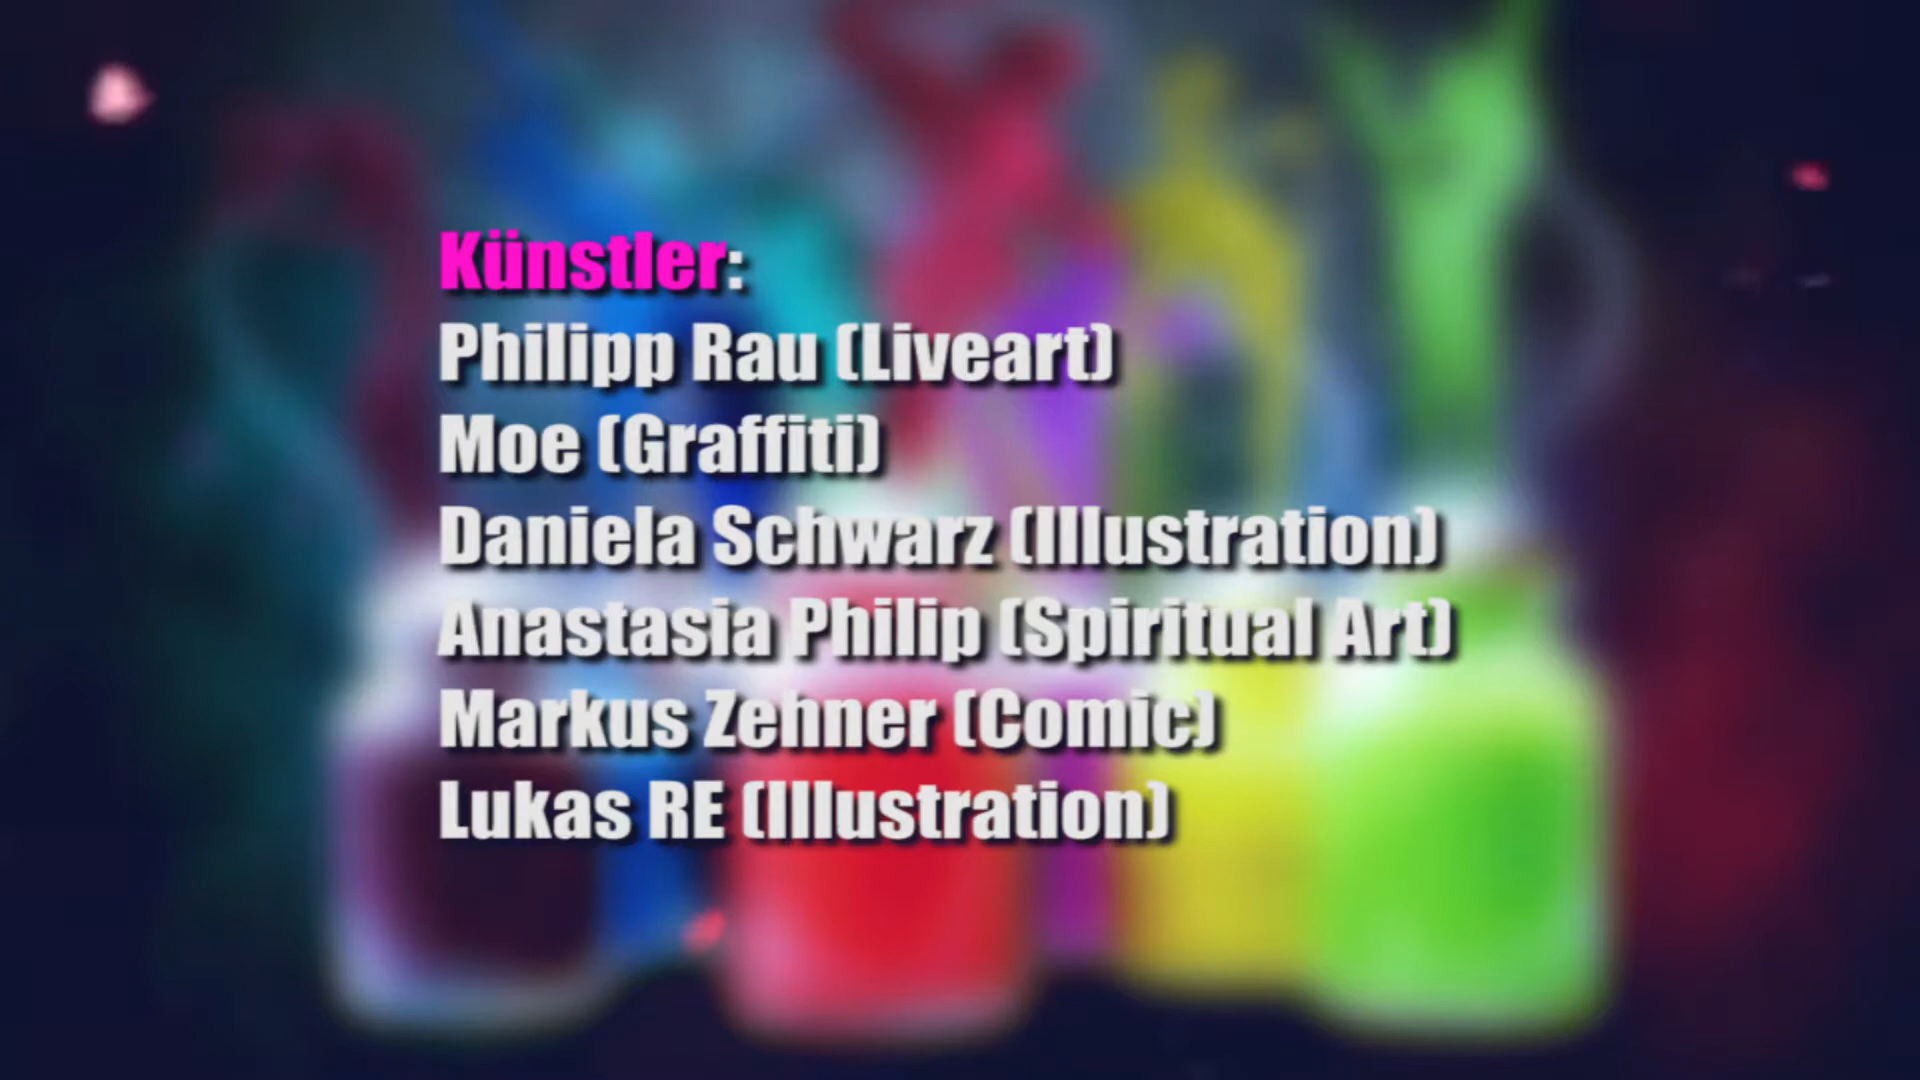 Künstler:
Philipp Rau (Liveart)
Moe (Graffiti)
Daniela Schwarz (Illustration)
Anastasia Philip (Spiritual Art)
Markus Zehner (Comic)
Lukas RE (Illustration)